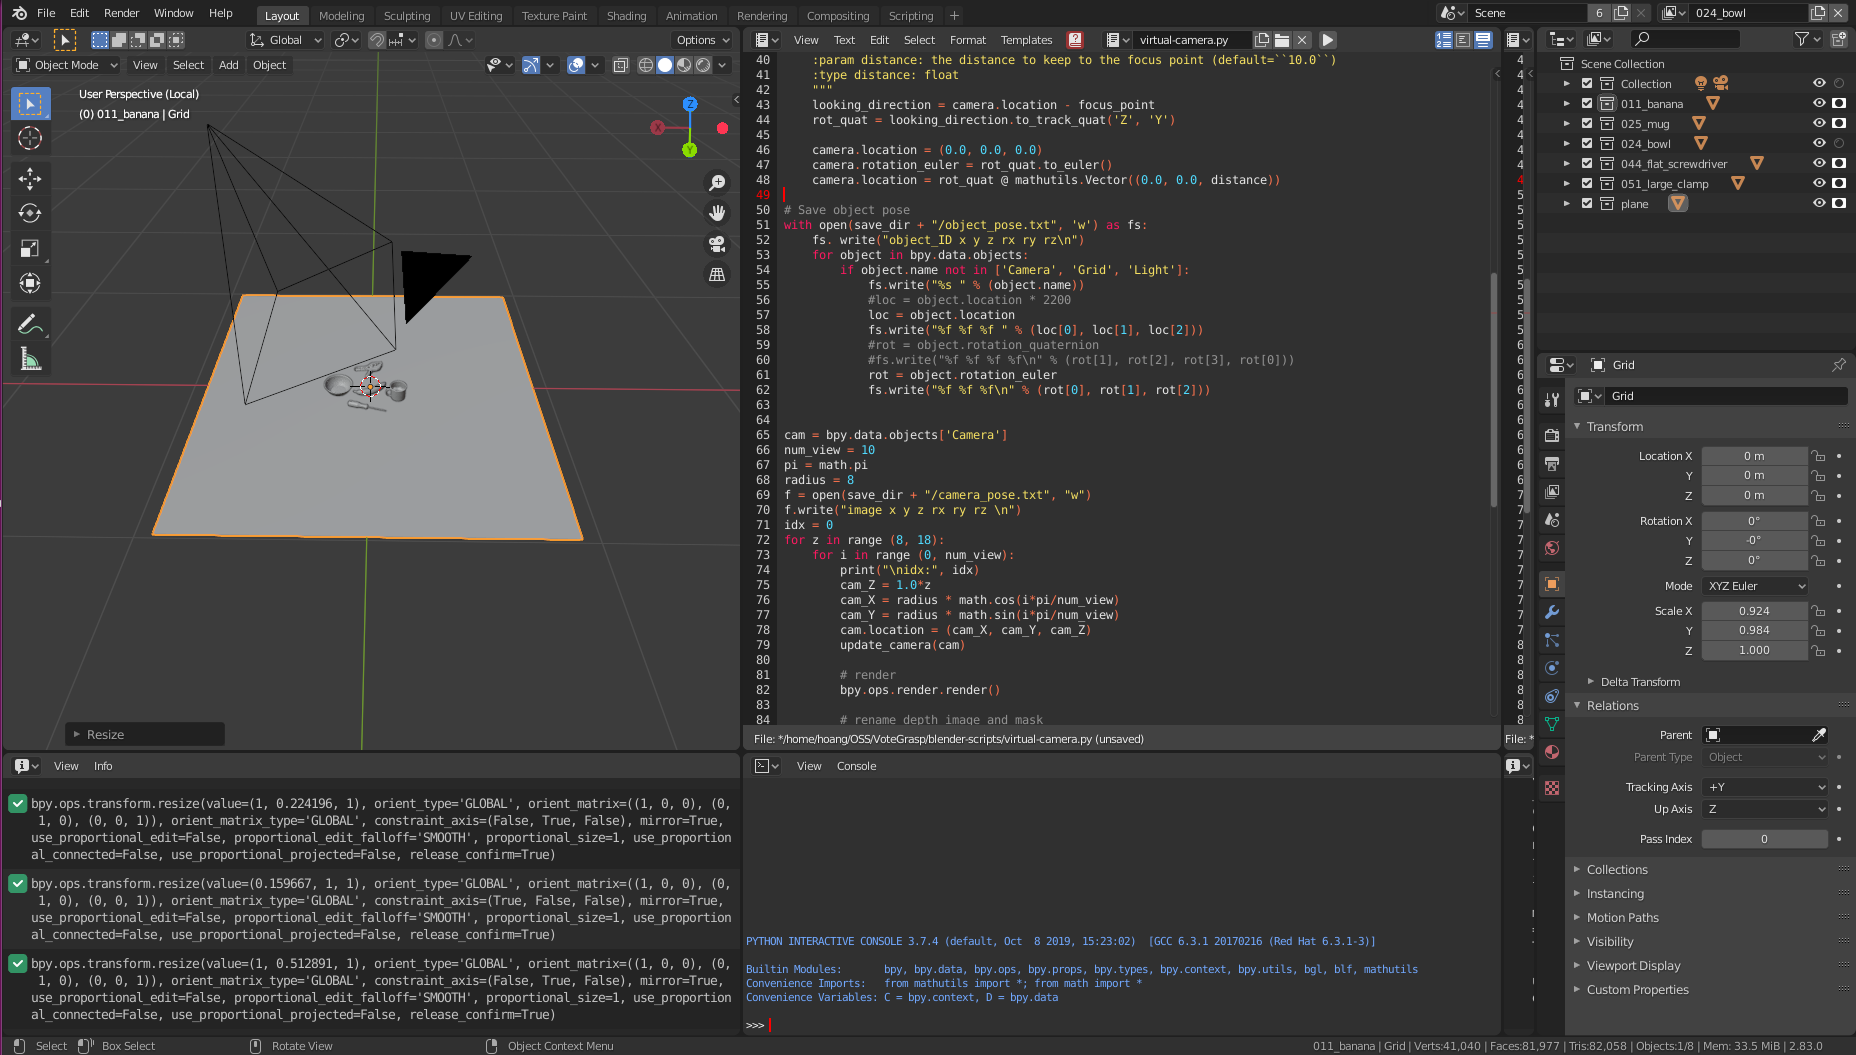 File Edit Render Window Help
Layout Modeling Sculpting UV Editing Texture Paint Shading Animation Rendering Compositing Scripting +
Scene 6
024_bowl
Global
Options
Object Mode View Select Add Object
User Perspective (Local)
(0) 011_banana | Grid
Z
X
Y
Resize
View Text Edit Select Format Templates
virtual-camera.py
40 :param distance: the distance to keep to the focus point (default=``10.0``)
41 :type distance: float
42 """
43 looking_direction = camera.location - focus_point
44 rot_quat = looking_direction.to_track_quat('Z', 'Y')
45
46 camera.location = (0.0, 0.0, 0.0)
47 camera.rotation_euler = rot_quat.to_euler()
48 camera.location = rot_quat @ mathutils.Vector((0.0, 0.0, distance))
49
50 # Save object pose
51 with open(save_dir + "/object_pose.txt", 'w') as fs:
52 fs. write("object_ID x y z rx ry rz\n")
53 for object in bpy.data.objects:
54 if object.name not in ['Camera', 'Grid', 'Light']:
55 fs.write("%s " % (object.name))
56 #loc = object.location * 2200
57 loc = object.location
58 fs.write("%f %f %f " % (loc[0], loc[1], loc[2]))
59 #rot = object.rotation_quaternion
60 #fs.write("%f %f %f %f\n" % (rot[1], rot[2], rot[3], rot[0]))
61 rot = object.rotation_euler
62 fs.write("%f %f %f\n" % (rot[0], rot[1], rot[2]))
63
64
65 cam = bpy.data.objects['Camera']
66 num_view = 10
67 pi = math.pi
68 radius = 8
69 f = open(save_dir + "/camera_pose.txt", "w")
70 f.write("image x y z rx ry rz \n")
71 idx = 0
72 for z in range (8, 18):
73 for i in range (0, num_view):
74 print("\nidx:", idx)
75 cam_Z = 1.0*z
76 cam_X = radius * math.cos(i*pi/num_view)
77 cam_Y = radius * math.sin(i*pi/num_view)
78 cam.location = (cam_X, cam_Y, cam_Z)
79 update_camera(cam)
80
81 # render
82 bpy.ops.render.render()
83
84 # rename depth image and mask
File: */home/hoang/OSS/VoteGrasp/blender-scripts/virtual-camera.py (unsaved)
File: *
Scene Collection
Collection
011_banana
025_mug
024_bowl
044_flat_screwdriver
051_large_clamp
plane
Grid
Grid
Transform
Location X 0 m
Y 0 m
Z 0 m
Rotation X 0°
Y -0°
Z 0°
Mode XYZ Euler
Scale X 0.924
Y 0.984
Z 1.000
Delta Transform
Relations
Parent
Parent Type Object
Tracking Axis +Y
Up Axis Z
Pass Index 0
Collections
Instancing
Motion Paths
Visibility
Viewport Display
Custom Properties
View Info
bpy.ops.transform.resize(value=(1, 0.224196, 1), orient_type='GLOBAL', orient_matrix=((1, 0, 0), (0,
1, 0), (0, 0, 1)), orient_matrix_type='GLOBAL', constraint_axis=(False, True, False), mirror=True,
use_proportional_edit=False, proportional_edit_falloff='SMOOTH', proportional_size=1, use_proportion
al_connected=False, use_proportional_projected=False, release_confirm=True)
bpy.ops.transform.resize(value=(0.159667, 1, 1), orient_type='GLOBAL', orient_matrix=((1, 0, 0), (0,
1, 0), (0, 0, 1)), orient_matrix_type='GLOBAL', constraint_axis=(True, False, False), mirror=True,
use_proportional_edit=False, proportional_edit_falloff='SMOOTH', proportional_size=1, use_proportion
al_connected=False, use_proportional_projected=False, release_confirm=True)
bpy.ops.transform.resize(value=(1, 0.512891, 1), orient_type='GLOBAL', orient_matrix=((1, 0, 0), (0,
1, 0), (0, 0, 1)), orient_matrix_type='GLOBAL', constraint_axis=(False, True, False), mirror=True,
use_proportional_edit=False, proportional_edit_falloff='SMOOTH', proportional_size=1, use_proportion
al_connected=False, use_proportional_projected=False, release_confirm=True)
View Console
PYTHON INTERACTIVE CONSOLE 3.7.4 (default, Oct  8 2019, 15:23:02)  [GCC 6.3.1 20170216 (Red Hat 6.3.1-3)]
Builtin Modules: bpy, bpy.data, bpy.ops, bpy.props, bpy.types, bpy.context, bpy.utils, bgl, blf, mathutils
Convenience Imports: from mathutils import *; from math import *
Convenience Variables: C = bpy.context, D = bpy.data
>>>
Select Box Select Rotate View Object Context Menu
011_banana | Grid | Verts:41,040 | Faces:81,977 | Tris:82,058 | Objects:1/8 | Mem: 33.5 MiB | 2.83.0